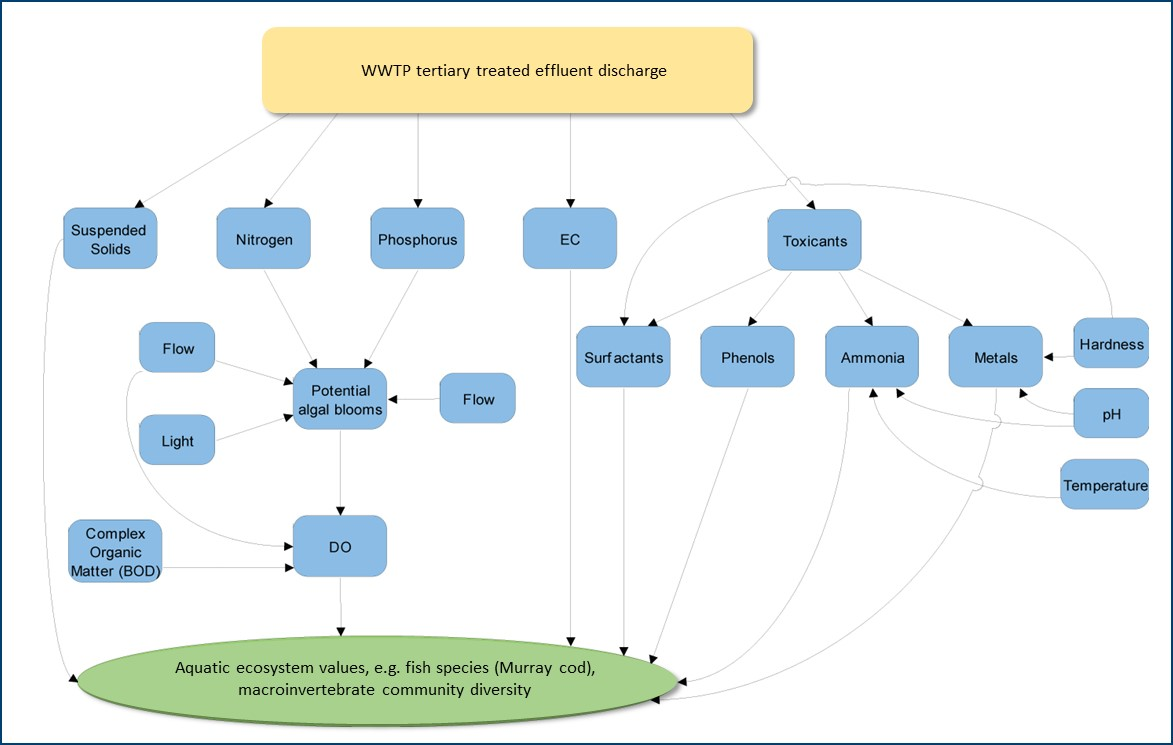 WWTP tertiary treated effluent discharge
Suspended
Solids
Nitrogen
Phosphorus
EC
Toxicants
Flow
Potential
algal blooms
Flow
Light
Surfactants
Phenols
Ammonia
Metals
Hardness
pH
Temperature
Complex
Organic
Matter (BOD)
DO
Aquatic ecosystem values, e.g. fish species (Murray cod),
macroinvertebrate community diversity